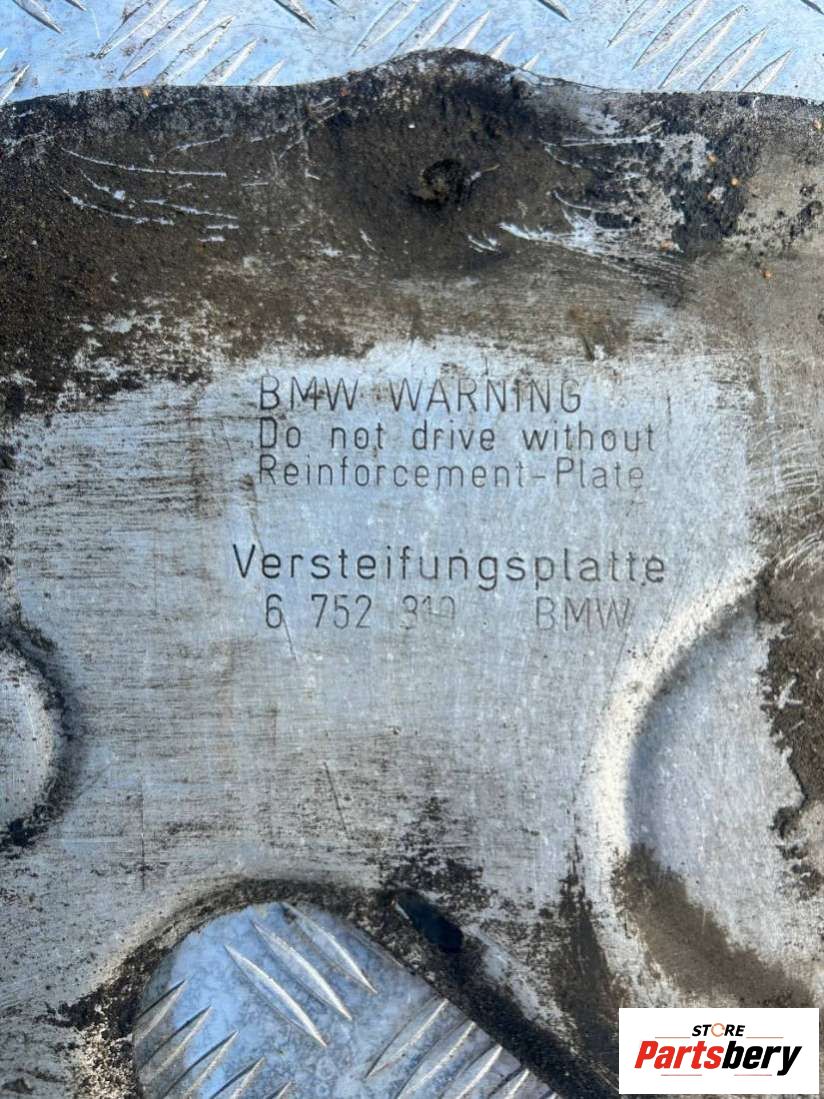 BMW WARNING
Do not drive without
Reinforcement-Plate
Versteifungsplatte
6 752 BMW
STORE
Partsbery